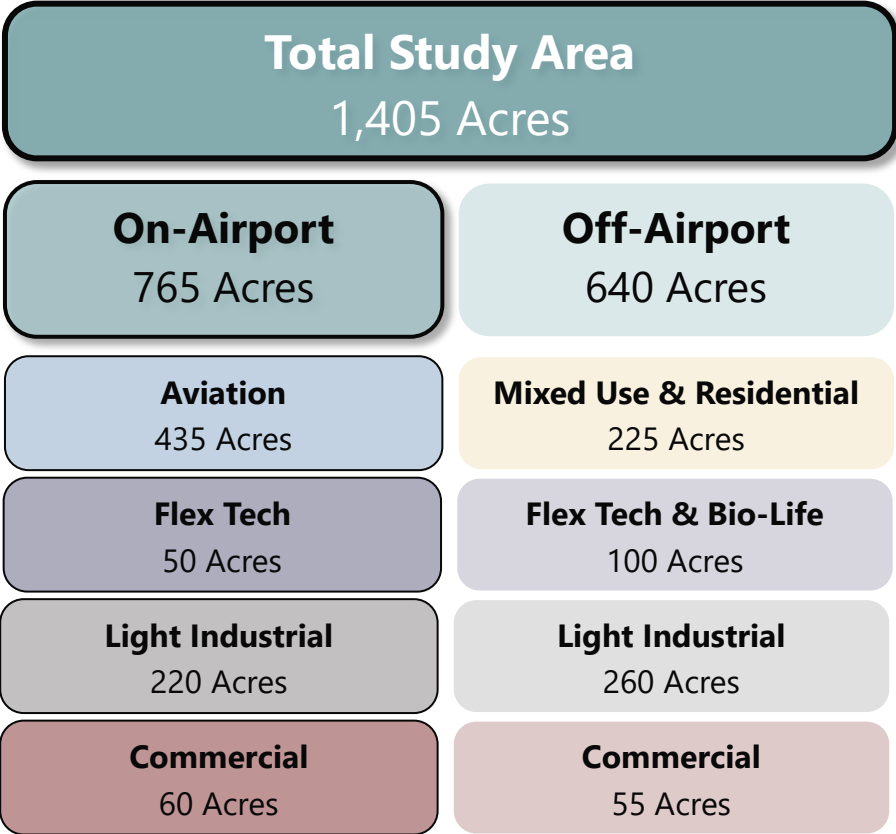 Total Study Area
1,405 Acres
On-Airport
765 Acres
Off-Airport
640 Acres
Aviation
435 Acres
Mixed Use & Residential
225 Acres
Flex Tech
50 Acres
Flex Tech & Bio-Life
100 Acres
Light Industrial
220 Acres
Light Industrial
260 Acres
Commercial
60 Acres
Commercial
55 Acres